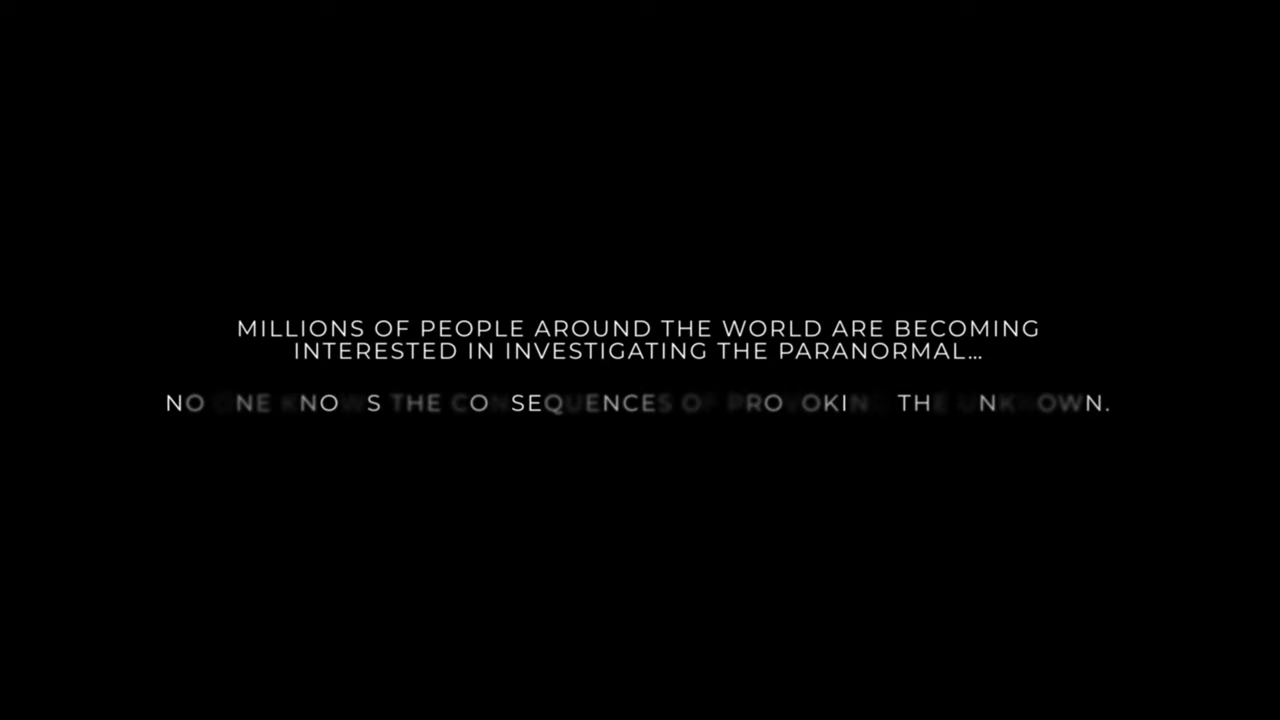 MILLIONS OF PEOPLE AROUND THE WORLD ARE BECOMING
INTERESTED IN INVESTIGATING THE PARANORMAL…
NO ONE KNOWS THE CONSEQUENCES OF PROVOKING THE UNKNOWN.